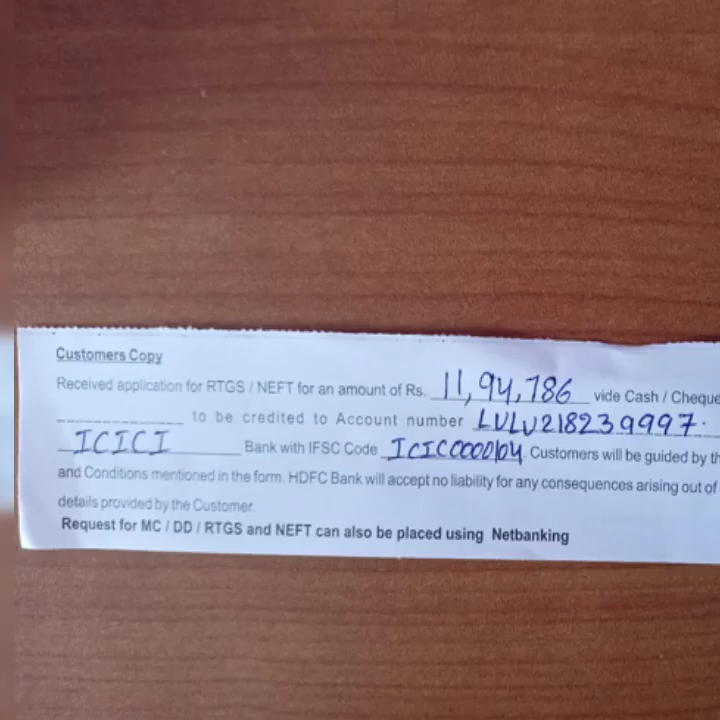 Customers Copy
Received application for RTGS / NEFT for an amount of Rs. 11,94,786 vide Cash / Cheque
to be credited to Account number LULU218239997.
ICICI Bank with IFSC Code ICIC0000104. Customers will be guided by th
and Conditions mentioned in the form. HDFC Bank will accept no liability for any consequences arising out of
details provided by the Customer.
Request for MC / DD / RTGS and NEFT can also be placed using Netbanking